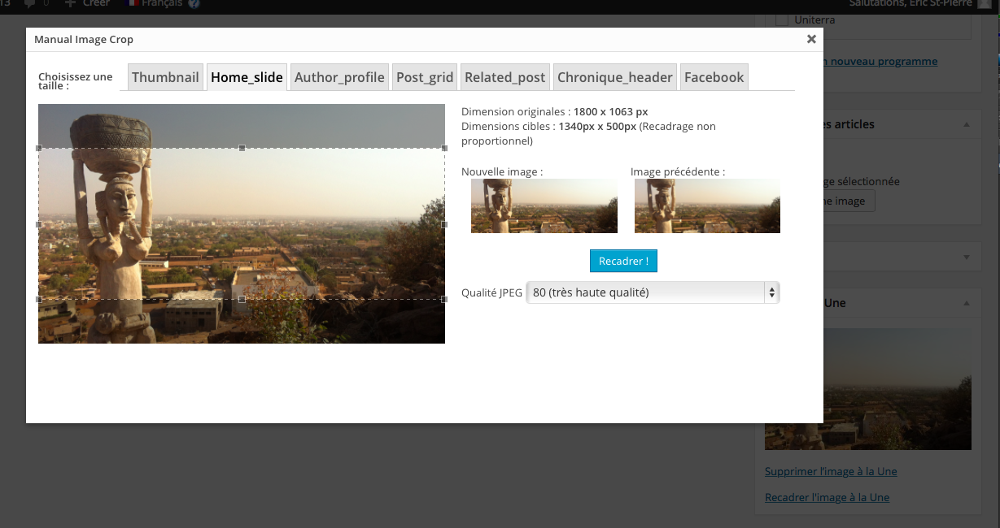 13 0 Créer Français Salutations, Eric St-Pierre
Uniterra
Manual Image Crop
n nouveau programme
Choisissez une
taille :
Thumbnail Home_slide Author_profile Post_grid Related_post Chronique_header Facebook
Dimension originales : 1800 x 1063 px
Dimensions cibles : 1340px x 500px (Recadrage non
proportionnel)
es articles
Nouvelle image : Image précédente :
ge sélectionnée
ne image
Recadrer !
Qualité JPEG 80 (très haute qualité)
Une
Supprimer l'image à la Une
Recadrer l'image à la Une